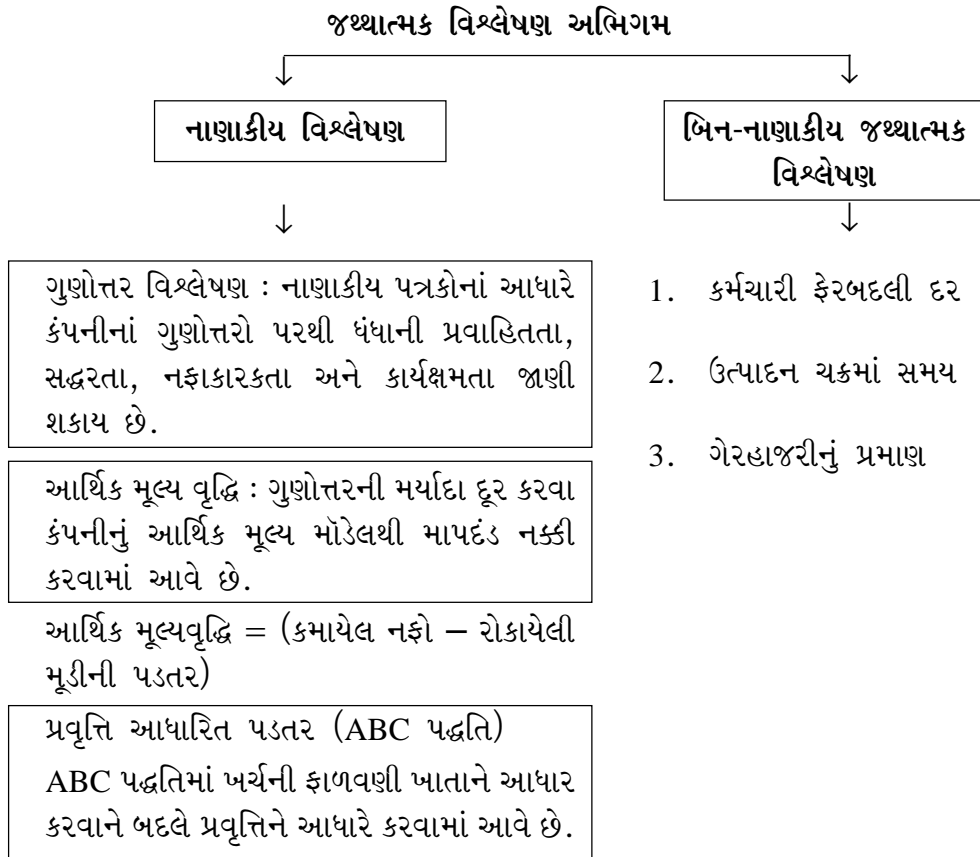 જથ્થાત્મક વિશ્લેષણ અભિગમ
નાણાકીય વિશ્લેષણ
બિન-નાણાકીય જથ્થાત્મક
વિશ્લેષણ
ગુણોત્તર વિશ્લેષણ : નાણાકીય પત્રકોનાં આધારે
કંપનીનાં ગુણોત્તરો પરથી ધંધાની પ્રવાહિતતા,
સદ્ધરતા, નફાકારકતા અને કાર્યક્ષમતા જાણી
શકાય છે.
આર્થિક મૂલ્ય વૃદ્ધિ : ગુણોત્તરની મર્યાદા દૂર કરવા
કંપનીનું આર્થિક મૂલ્ય મૉડેલથી માપદંડ નક્કી
કરવામાં આવે છે.
આર્થિક મૂલ્યવૃદ્ધિ = (કમાયેલ નફો – રોકાયેલી
મૂડીની પડતર)
પ્રવૃત્તિ આધારિત પડતર (ABC પદ્ધતિ)
ABC પદ્ધતિમાં ખર્ચની ફાળવણી ખાતાને આધાર
કરવાને બદલે પ્રવૃત્તિને આધારે કરવામાં આવે છે.
1. કર્મચારી ફેરબદલી દર
2. ઉત્પાદન ચક્રમાં સમય
3. ગેરહાજરીનું પ્રમાણ